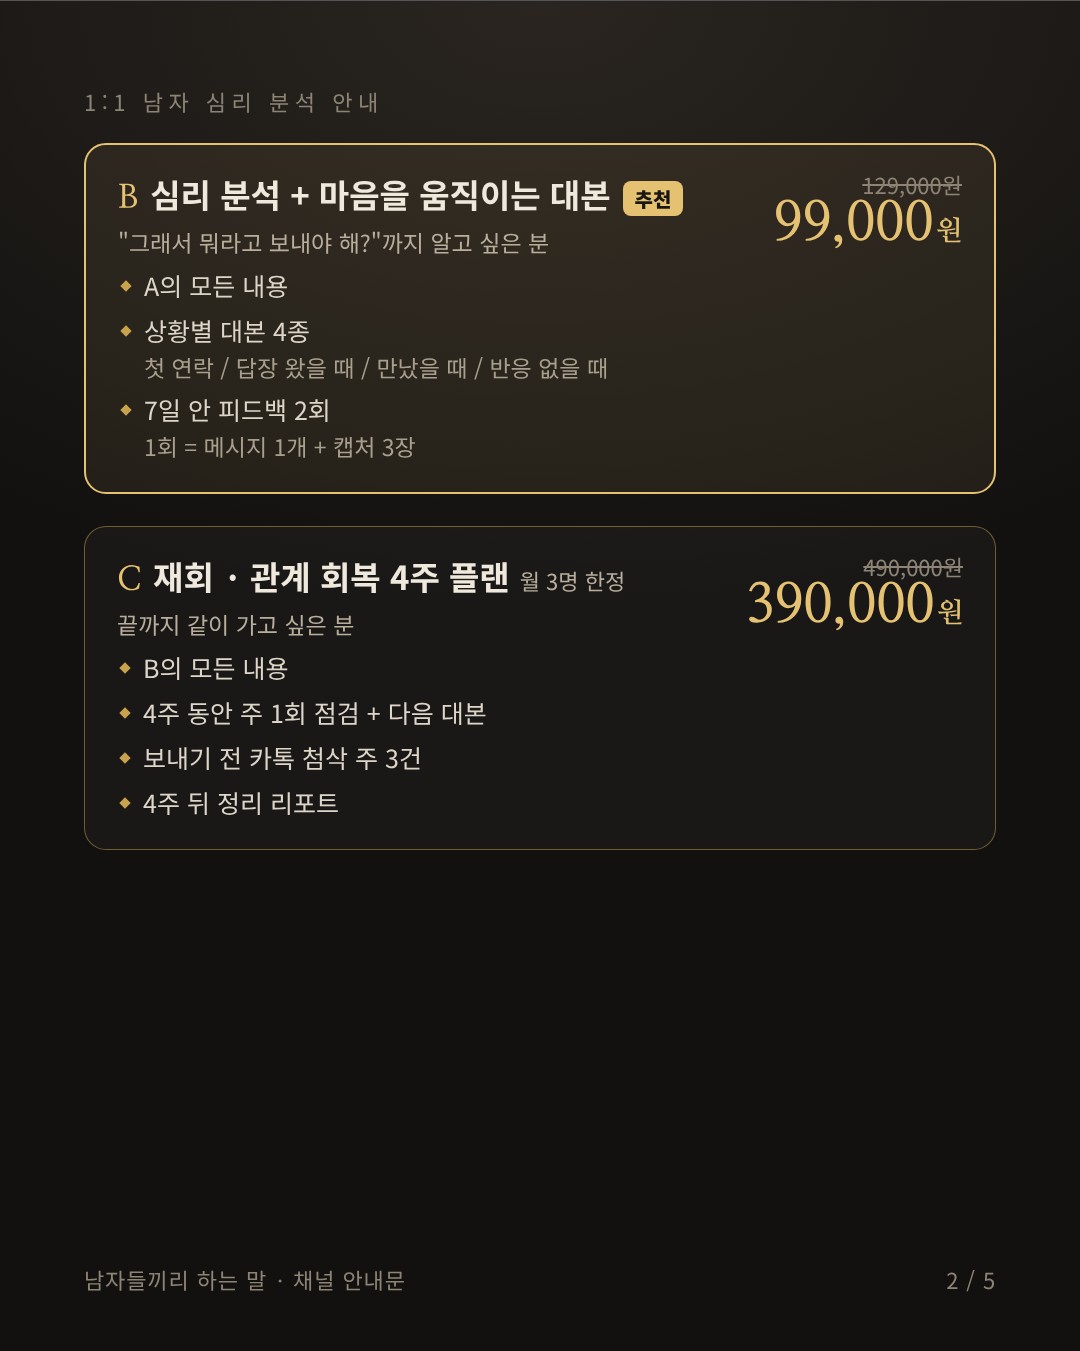 1:1 남자 심리 분석 안내
B 심리 분석 + 마음을 움직이는 대본 추천
129,000원
99,000원
"그래서 뭐라고 보내야 해?"까지 알고 싶은 분
◆ A의 모든 내용
◆ 상황별 대본 4종
첫 연락 / 답장 왔을 때 / 만났을 때 / 반응 없을 때
◆ 7일 안 피드백 2회
1회 = 메시지 1개 + 캡처 3장
C 재회 · 관계 회복 4주 플랜 월 3명 한정
490,000원
390,000원
끝까지 같이 가고 싶은 분
◆ B의 모든 내용
◆ 4주 동안 주 1회 점검 + 다음 대본
◆ 보내기 전 카톡 첨삭 주 3건
◆ 4주 뒤 정리 리포트
남자들끼리 하는 말 · 채널 안내문
2 / 5